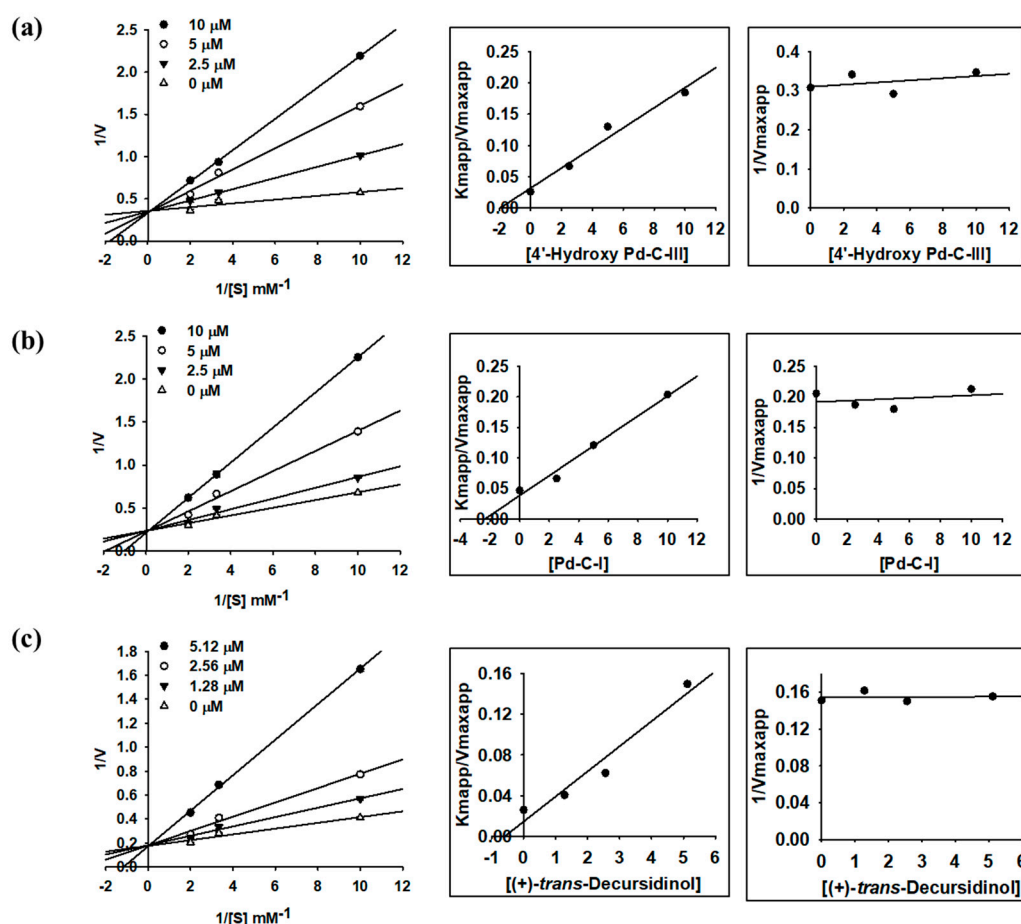 (a)
10 μM
5 μM
2.5 μM
0 μM
2.5
2.0
1.5
1.0
0.5
0.0
1/V
-2 0 2 4 6 8 10 12
1/[S] mM-1
0.25
0.20
0.15
0.10
0.05
0.00
Kmapp/Vmaxapp
-2 0 2 4 6 8 10 12
[4'-Hydroxy Pd-C-III]
0.4
0.3
0.2
0.1
0.0
1/Vmaxapp
0 2 4 6 8 10 12
[4'-Hydroxy Pd-C-III]
(b)
10 μM
5 μM
2.5 μM
0 μM
2.5
2.0
1.5
1.0
0.5
0.0
1/V
-2 0 2 4 6 8 10 12
1/[S] mM-1
0.25
0.20
0.15
0.10
0.05
0.00
Kmapp/Vmaxapp
-4 -2 0 2 4 6 8 10 12
[Pd-C-I]
0.25
0.20
0.15
0.10
0.05
0.00
1/Vmaxapp
0 2 4 6 8 10 12
[Pd-C-I]
(c)
5.12 μM
2.56 μM
1.28 μM
0 μM
1.8
1.6
1.4
1.2
1.0
0.8
0.6
0.4
0.2
0.0
1/V
-2 0 2 4 6 8 10 12
1/[S] mM-1
0.16
0.12
0.08
0.04
0.00
Kmapp/Vmaxapp
-1 0 1 2 3 4 5 6
[(+)-trans-Decursidinol]
0.16
0.12
0.08
0.04
0.00
1/Vmaxapp
0 1 2 3 4 5 6
[(+)-trans-Decursidinol]